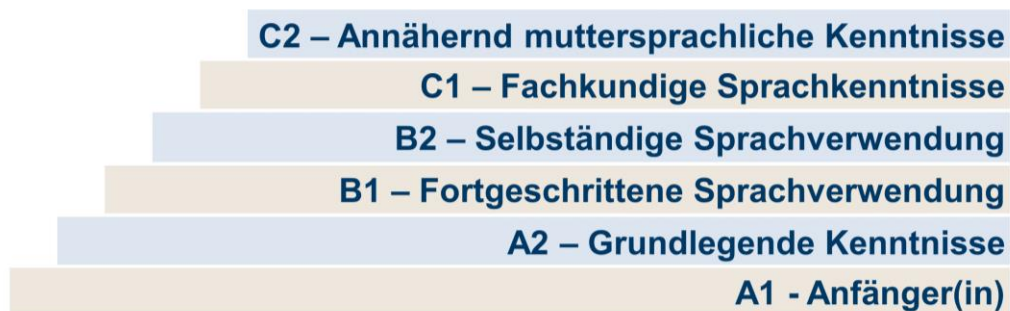 C2 – Annähernd muttersprachliche Kenntnisse
C1 – Fachkundige Sprachkenntnisse
B2 – Selbständige Sprachverwendung
B1 – Fortgeschrittene Sprachverwendung
A2 – Grundlegende Kenntnisse
A1 - Anfänger(in)